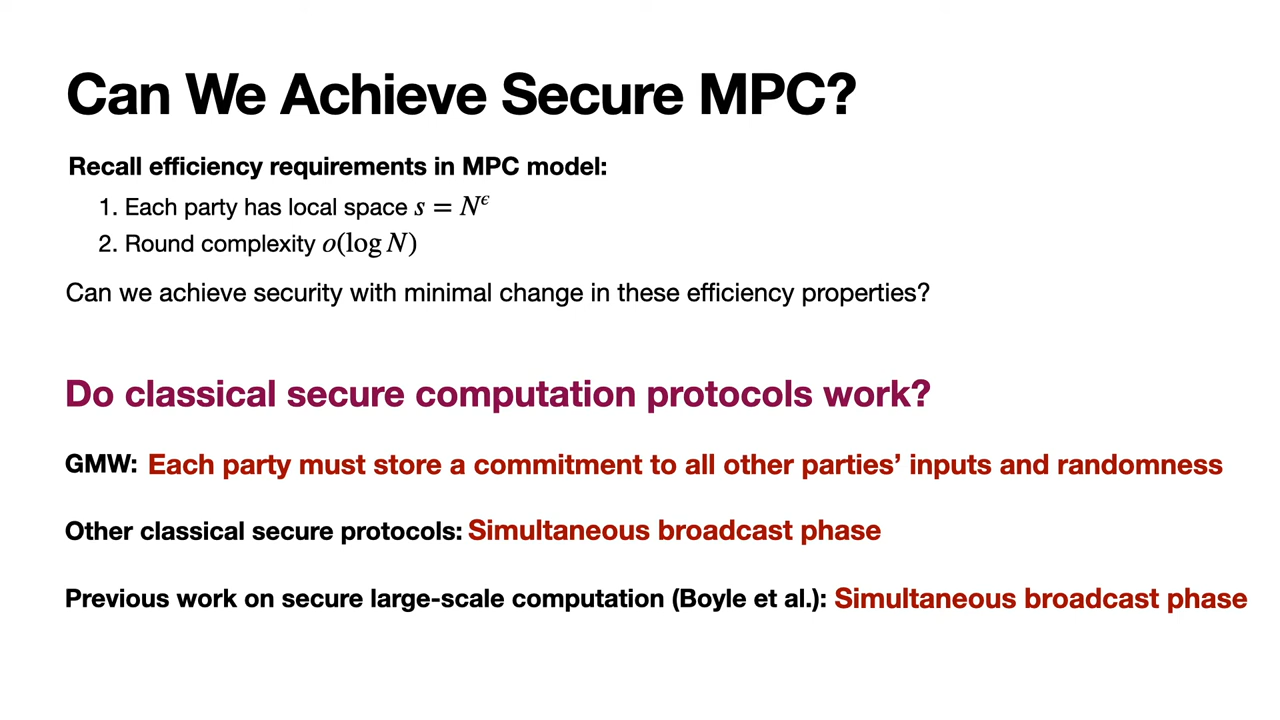 Can We Achieve Secure MPC?
Recall efficiency requirements in MPC model:
1. Each party has local space s = N^ϵ
2. Round complexity o(log N)
Can we achieve security with minimal change in these efficiency properties?
Do classical secure computation protocols work?
GMW: Each party must store a commitment to all other parties’ inputs and randomness
Other classical secure protocols: Simultaneous broadcast phase
Previous work on secure large-scale computation (Boyle et al.): Simultaneous broadcast phase